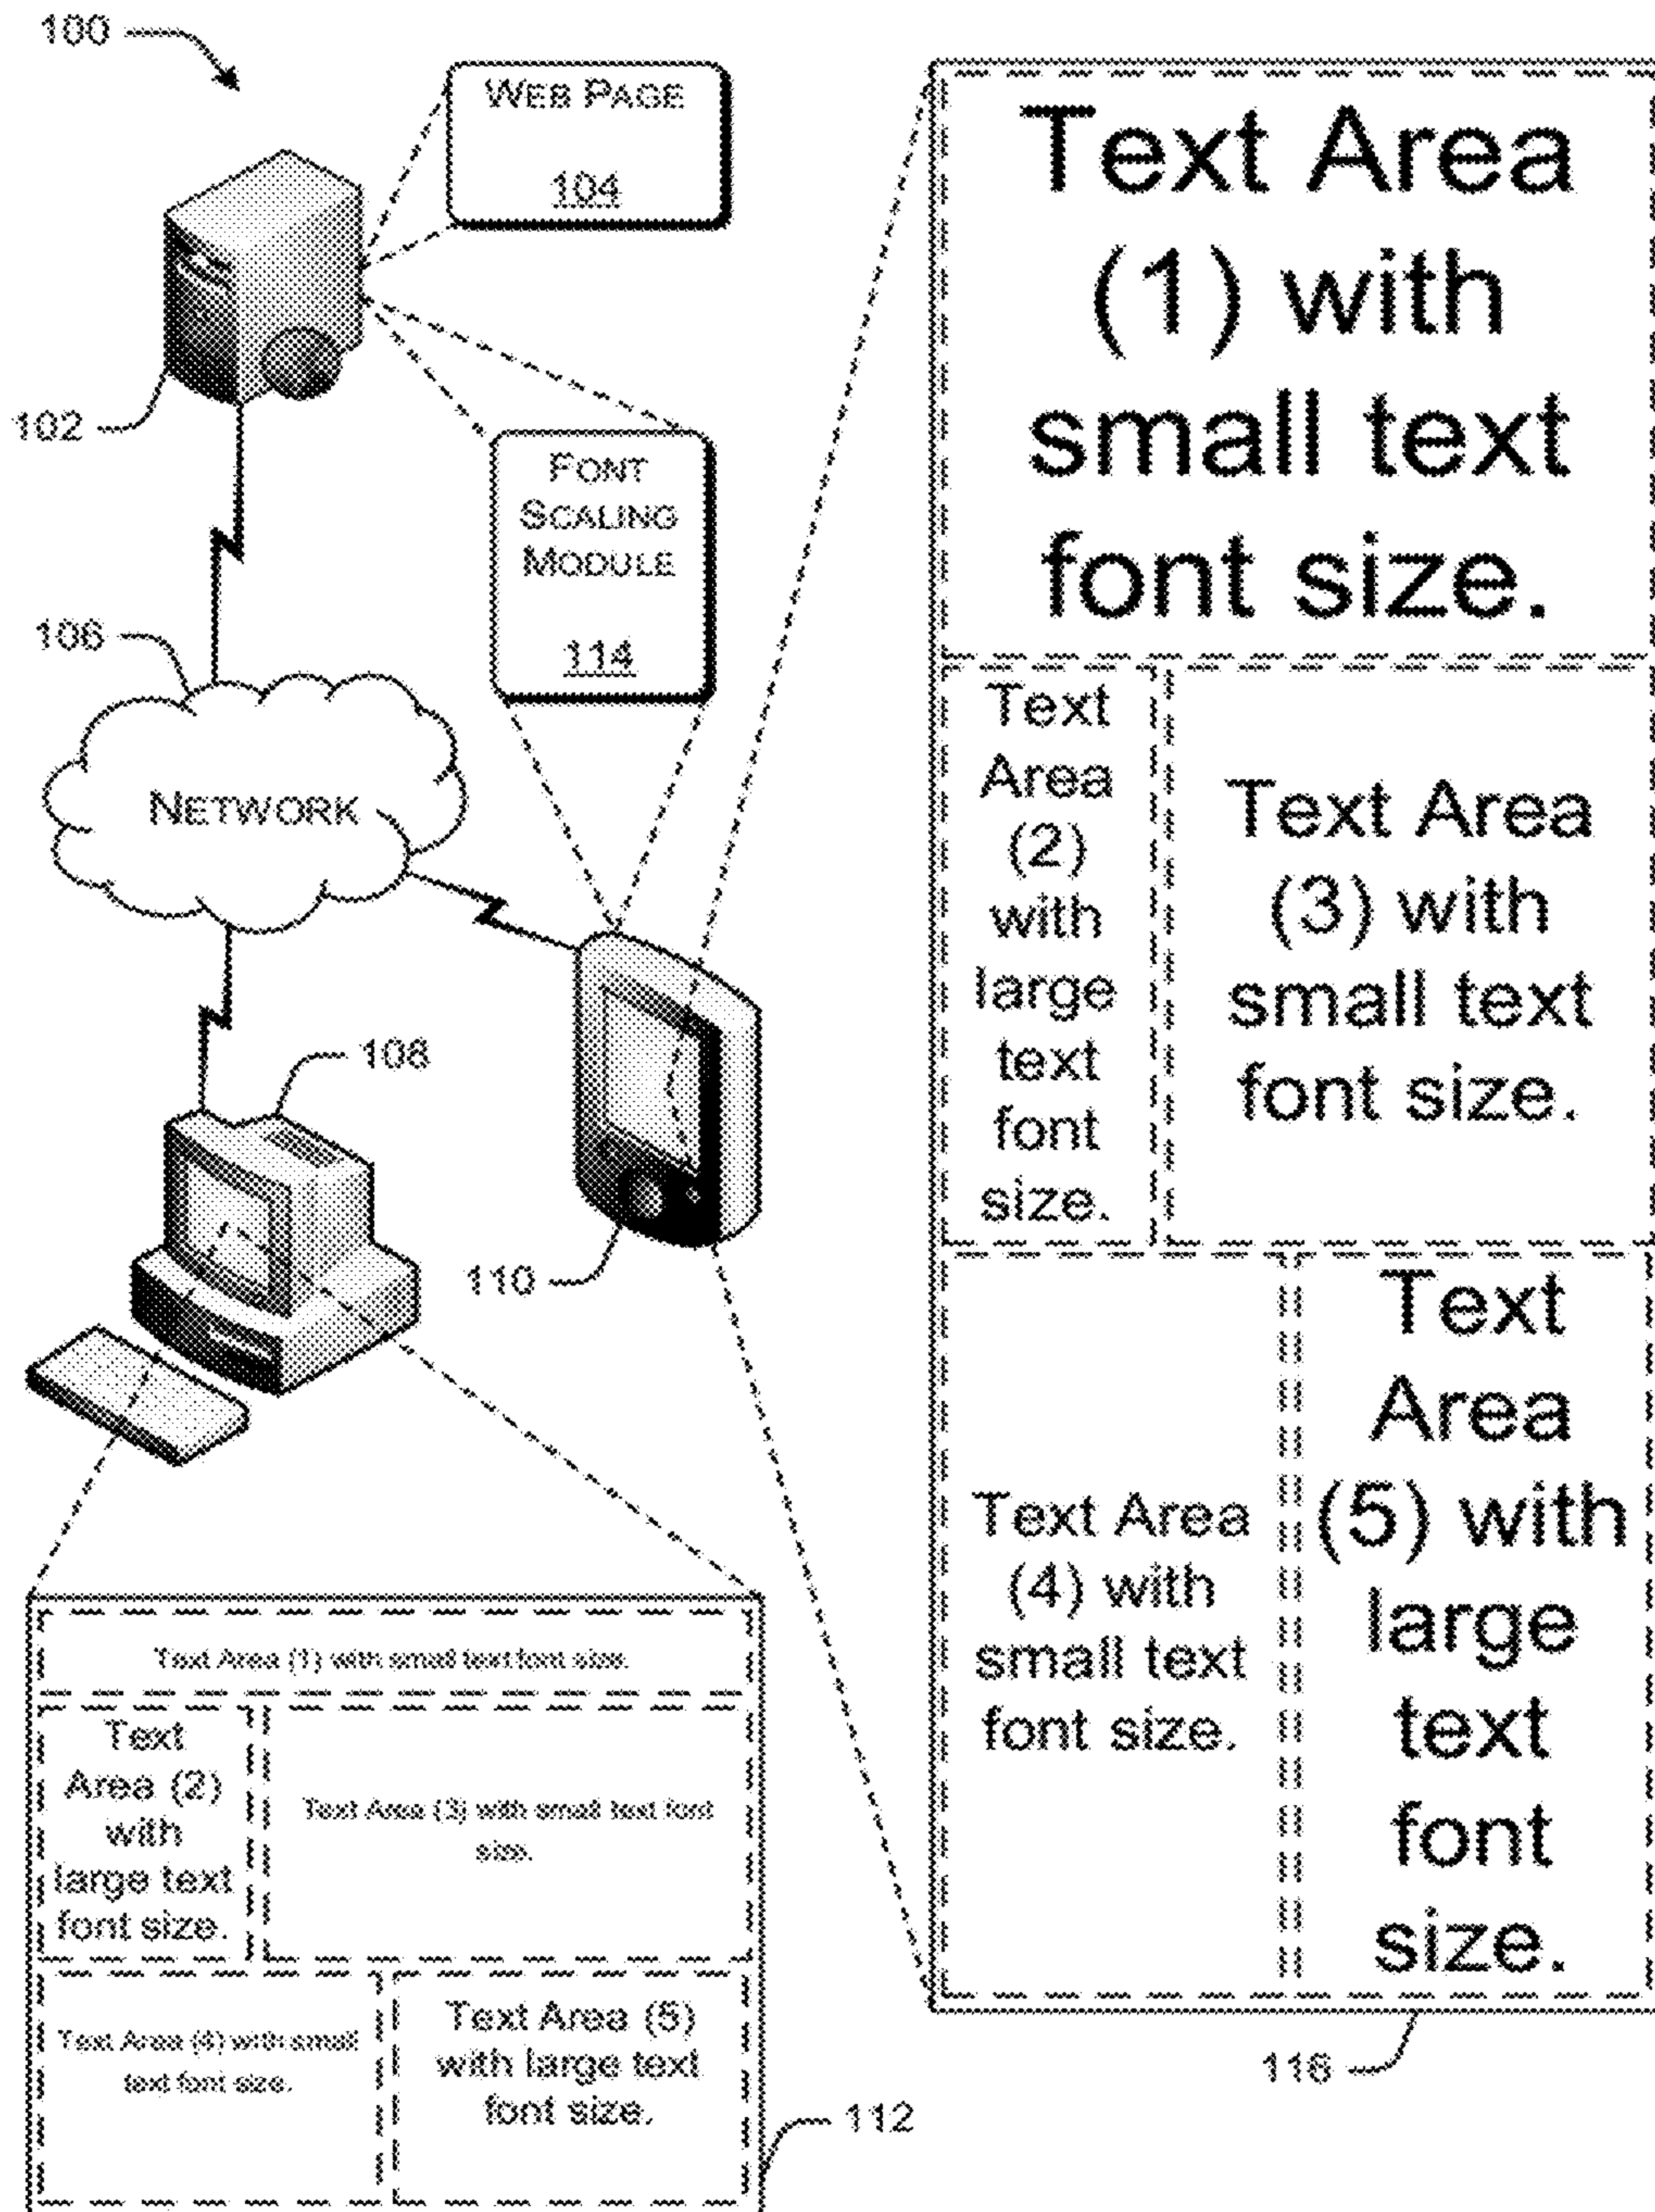 100
WEB PAGE
104
102
FONT
SCALING
MODULE
114
106
NETWORK
108
110
Text Area
(1) with
small text
font size.
Text
Area
(2)
with
large
text
font
size.
Text Area
(3) with
small text
font size.
Text Area
(4) with
small text
font size.
Text
Area
(5) with
large
text
font
size.
116
Text Area (1) with small text font size.
Text
Area (2)
with
large text
font size.
Text Area (3) with small text font
size.
Text Area (4) with small
text font size.
Text Area (5)
with large text
font size.
112